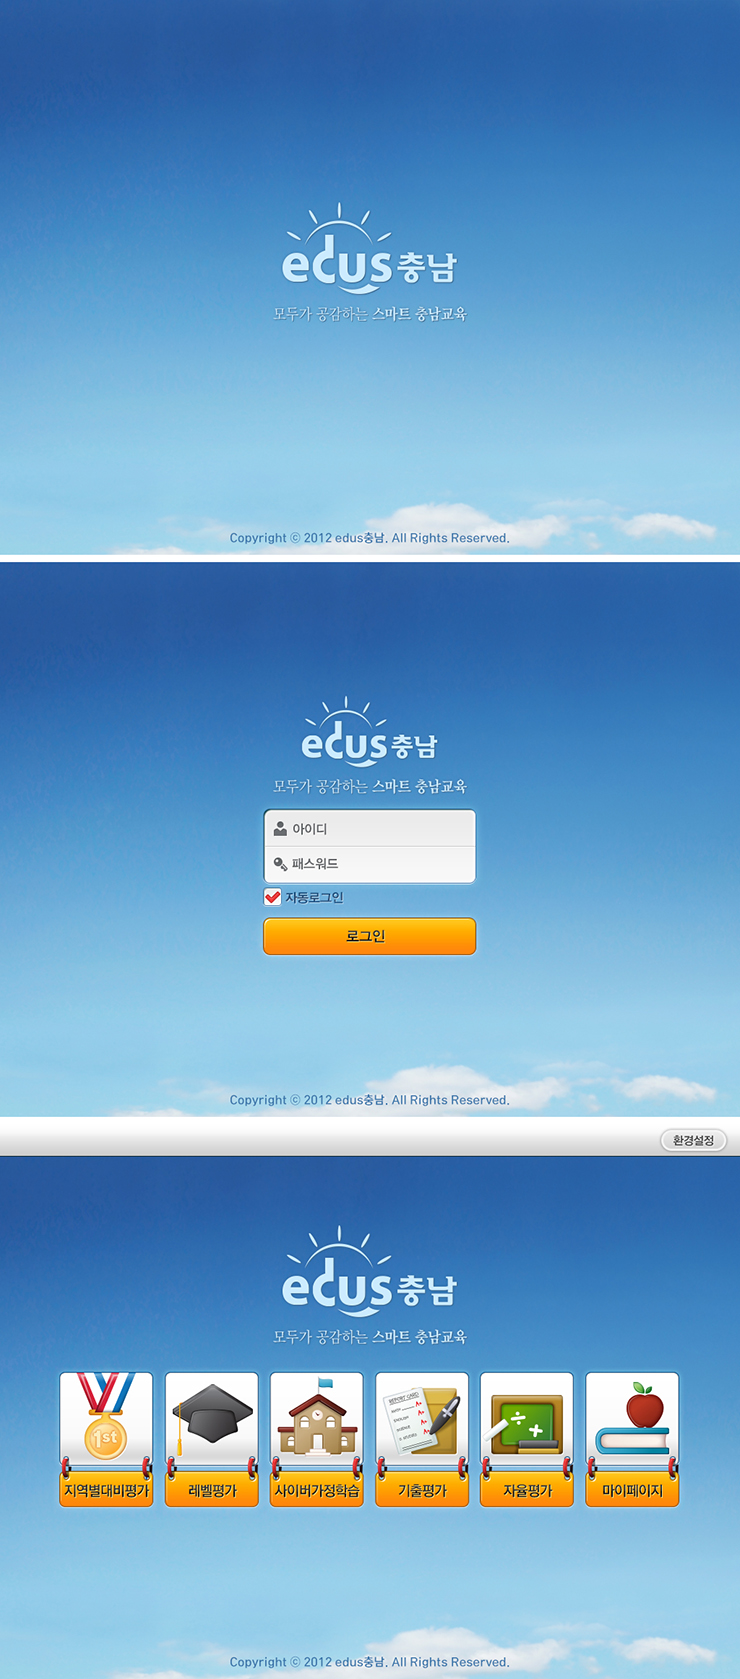 edus충남
모두가 공감하는 스마트 충남교육
Copyright ⓒ 2012 edus충남. All Rights Reserved.
edus충남
모두가 공감하는 스마트 충남교육
아이디
패스워드
자동로그인
로그인
Copyright ⓒ 2012 edus충남. All Rights Reserved.
환경설정
edus충남
모두가 공감하는 스마트 충남교육
1st
REPORT CARD
A+
A+
A+
A+
지역별대비평가
레벨평가
사이버가정학습
기출평가
자율평가
마이페이지
Copyright ⓒ 2012 edus충남. All Rights Reserved.